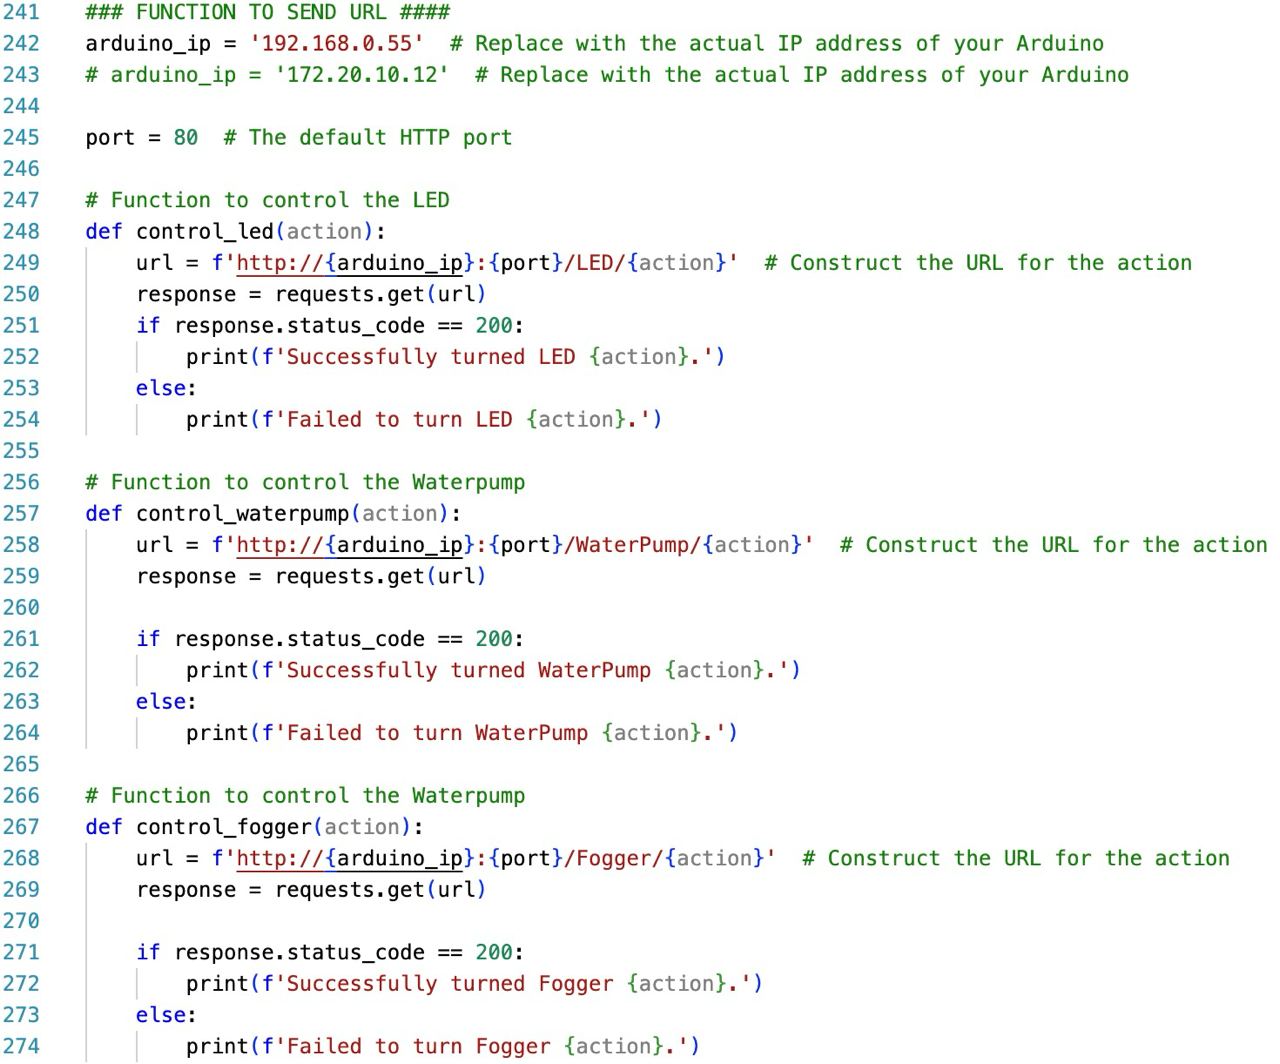 241 ### FUNCTION TO SEND URL ####
242 arduino_ip = '192.168.0.55'  # Replace with the actual IP address of your Arduino
243 # arduino_ip = '172.20.10.12'  # Replace with the actual IP address of your Arduino
244
245 port = 80  # The default HTTP port
246
247 # Function to control the LED
248 def control_led(action):
249     url = f'http://{arduino_ip}:{port}/LED/{action}'  # Construct the URL for the action
250     response = requests.get(url)
251     if response.status_code == 200:
252         print(f'Successfully turned LED {action}.')
253     else:
254         print(f'Failed to turn LED {action}.')
255
256 # Function to control the Waterpump
257 def control_waterpump(action):
258     url = f'http://{arduino_ip}:{port}/WaterPump/{action}'  # Construct the URL for the action
259     response = requests.get(url)
260
261     if response.status_code == 200:
262         print(f'Successfully turned WaterPump {action}.')
263     else:
264         print(f'Failed to turn WaterPump {action}.')
265
266 # Function to control the Waterpump
267 def control_fogger(action):
268     url = f'http://{arduino_ip}:{port}/Fogger/{action}'  # Construct the URL for the action
269     response = requests.get(url)
270
271     if response.status_code == 200:
272         print(f'Successfully turned Fogger {action}.')
273     else:
274         print(f'Failed to turn Fogger {action}.')